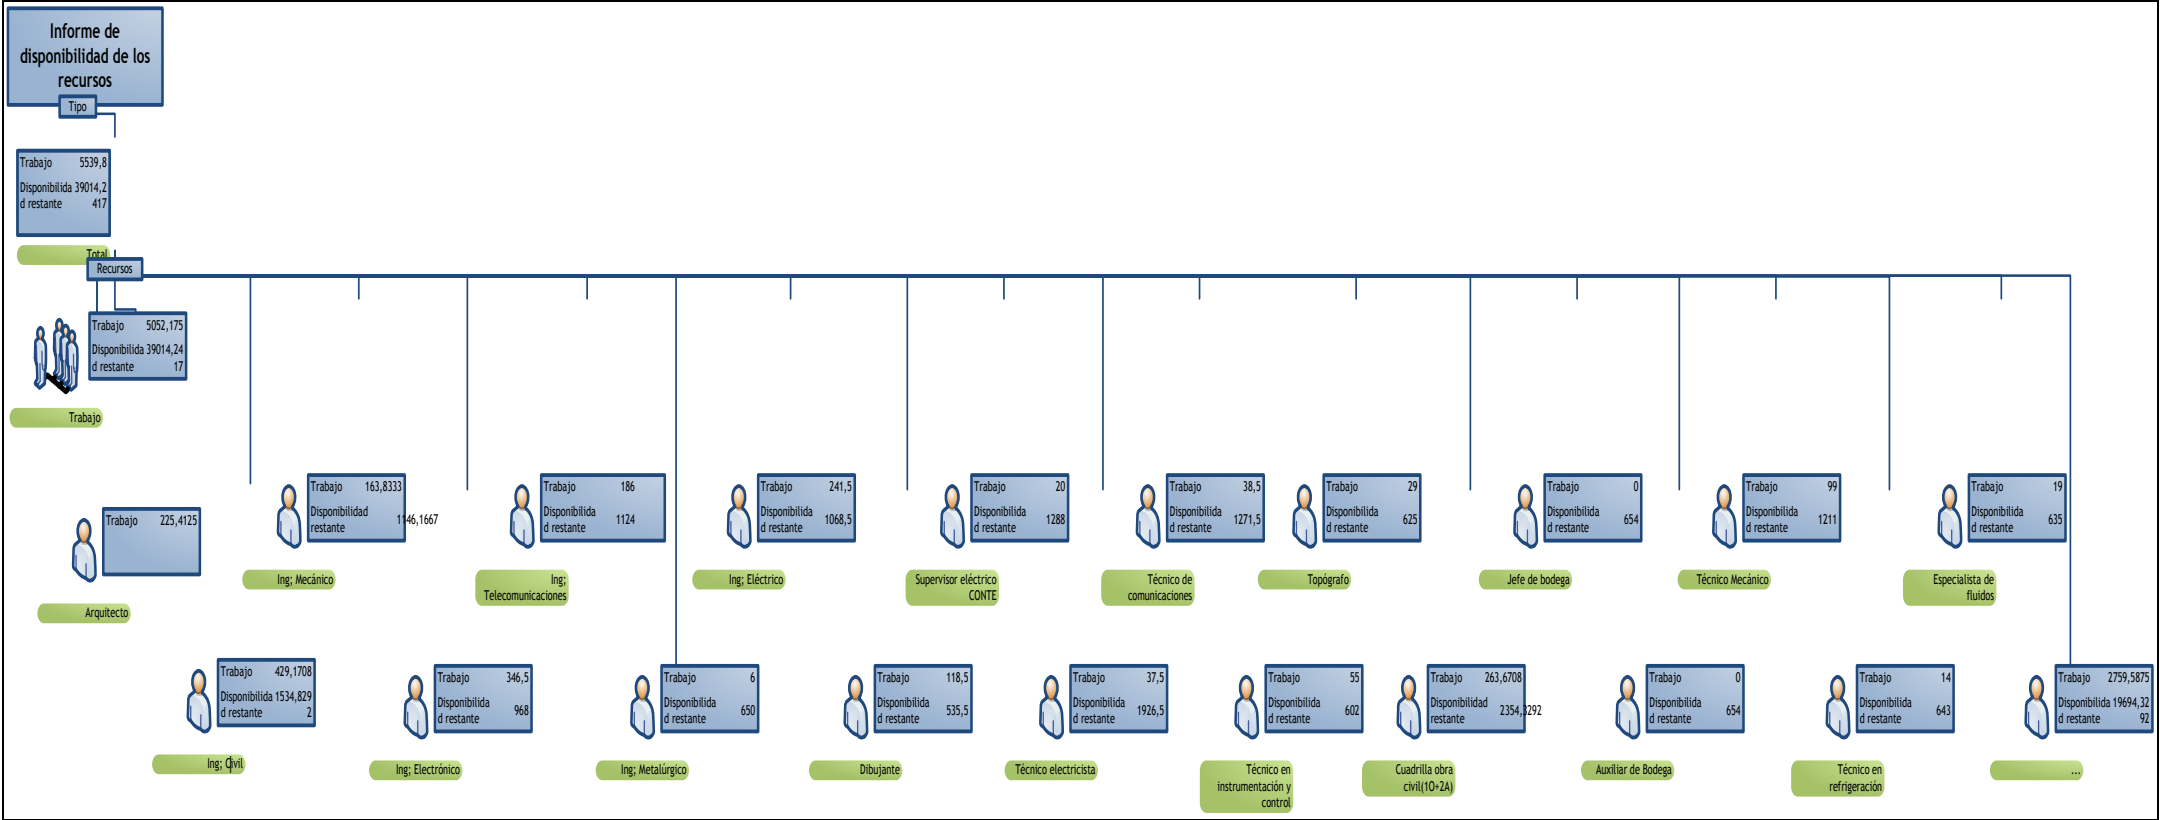 Informe de
disponibilidad de los
recursos
Tipo
Trabajo 5539,8
Disponibilida 39014,2
d restante 417
Total
Recursos
Trabajo 5052,175
Disponibilida 39014,24
d restante 17
Trabajo
Trabajo 225,4125
Arquitecto
Trabajo 163,8333
Disponibilidad
restante 1146,1667
Ing; Mecánico
Trabajo 186
Disponibilida
d restante 1124
Ing;
Telecomunicaciones
Trabajo 241,5
Disponibilida
d restante 1068,5
Ing; Eléctrico
Trabajo 20
Disponibilida
d restante 1288
Supervisor eléctrico
CONTE
Trabajo 38,5
Disponibilida
d restante 1271,5
Técnico de
comunicaciones
Trabajo 29
Disponibilida
d restante 625
Topógrafo
Trabajo 0
Disponibilida
d restante 654
Jefe de bodega
Trabajo 99
Disponibilida
d restante 1211
Técnico Mecánico
Trabajo 19
Disponibilida
d restante 635
Especialista de
fluidos
Trabajo 429,1708
Disponibilida 1534,829
d restante 2
Ing; Civil
Trabajo 346,5
Disponibilida
d restante 968
Ing; Electrónico
Trabajo 6
Disponibilida
d restante 650
Ing; Metalúrgico
Trabajo 118,5
Disponibilida
d restante 535,5
Dibujante
Trabajo 37,5
Disponibilida
d restante 1926,5
Técnico electricista
Trabajo 55
Disponibilida
d restante 602
Técnico en
instrumentación y
control
Trabajo 263,6708
Disponibilidad
restante 2354,3292
Cuadrilla obra
civil(1O+2A)
Trabajo 0
Disponibilida
d restante 654
Auxiliar de Bodega
Trabajo 14
Disponibilida
d restante 643
Técnico en
refrigeración
Trabajo 2759,5875
Disponibilida 19694,32
d restante 92
...